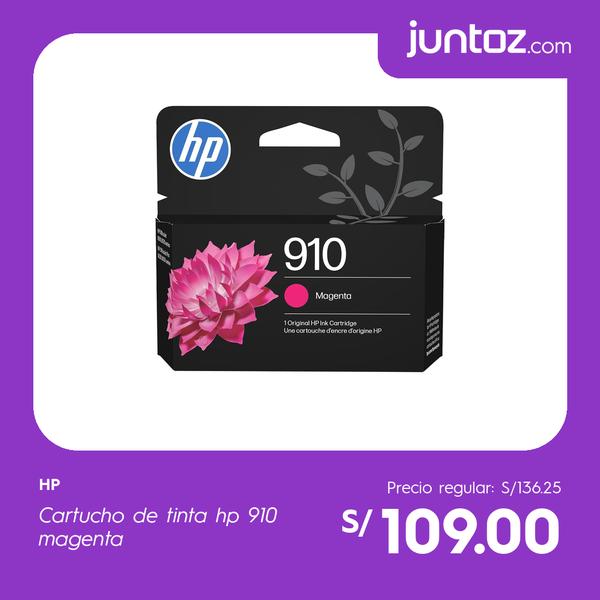 juntoz.com
hp
910
Magenta
1 Original HP Ink Cartridge
Une cartouche d'encre d'origine HP
HP
Cartucho de tinta hp 910
magenta
Precio regular: S/136.25
S/109.00